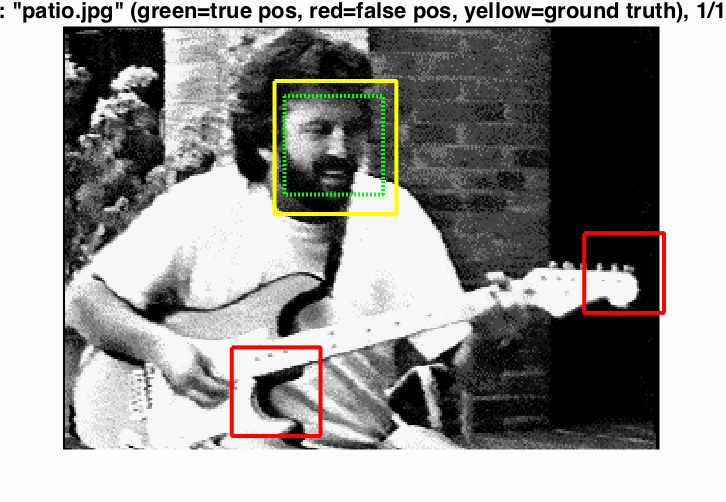 : "patio.jpg" (green=true pos, red=false pos, yellow=ground truth), 1/1